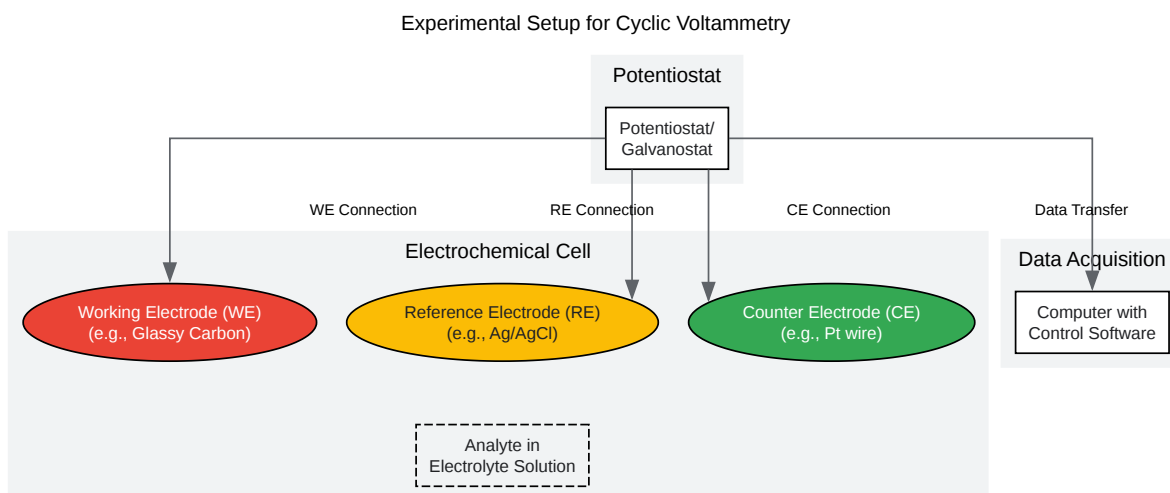 Experimental Setup for Cyclic Voltammetry
Potentiostat
Potentiostat/
Galvanostat
WE Connection
RE Connection
CE Connection
Data Transfer
Electrochemical Cell
Data Acquisition
Working Electrode (WE)
(e.g., Glassy Carbon)
Reference Electrode (RE)
(e.g., Ag/AgCl)
Counter Electrode (CE)
(e.g., Pt wire)
Computer with
Control Software
Analyte in
Electrolyte Solution